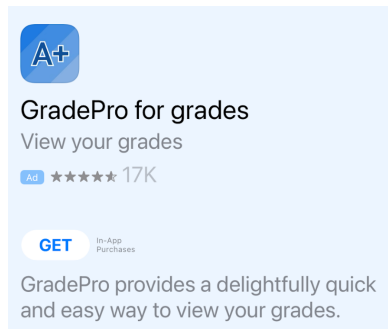 A+
GradePro for grades
View your grades
Ad ★★★★⯨ 17K
GET
In-App
Purchases
GradePro provides a delightfully quick
and easy way to view your grades.